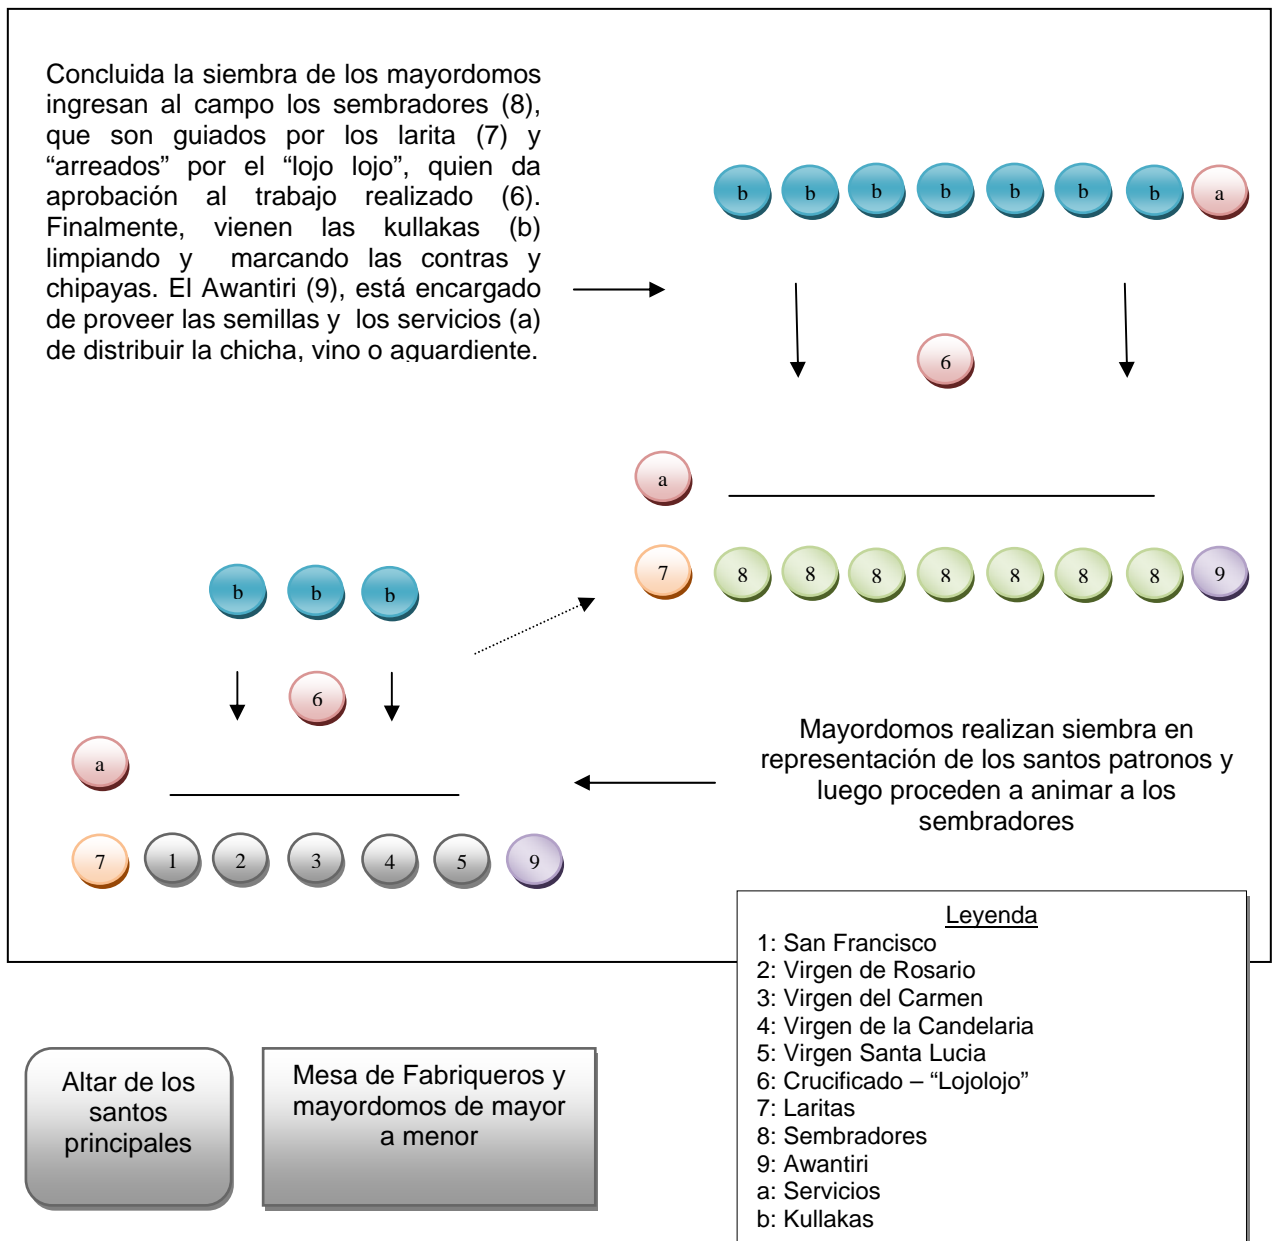 Concluida la siembra de los mayordomos
ingresan al campo los sembradores (8),
que son guiados por los larita (7) y
“arreados” por el “lojo lojo”, quien da
aprobación al trabajo realizado (6).
Finalmente, vienen las kullakas (b)
limpiando y marcando las contras y
chipayas. El Awantiri (9), está encargado
de proveer las semillas y los servicios (a)
de distribuir la chicha, vino o aguardiente.
b b b b b b b a
6
a
7 8 8 8 8 8 8 8 9
b b b
6
a
7 1 2 3 4 5 9
Mayordomos realizan siembra en
representación de los santos patronos y
luego proceden a animar a los
sembradores
Leyenda
1: San Francisco
2: Virgen de Rosario
3: Virgen del Carmen
4: Virgen de la Candelaria
5: Virgen Santa Lucia
6: Crucificado – “Lojolojo”
7: Laritas
8: Sembradores
9: Awantiri
a: Servicios
b: Kullakas
Altar de los
santos
principales
Mesa de Fabriqueros y
mayordomos de mayor
a menor